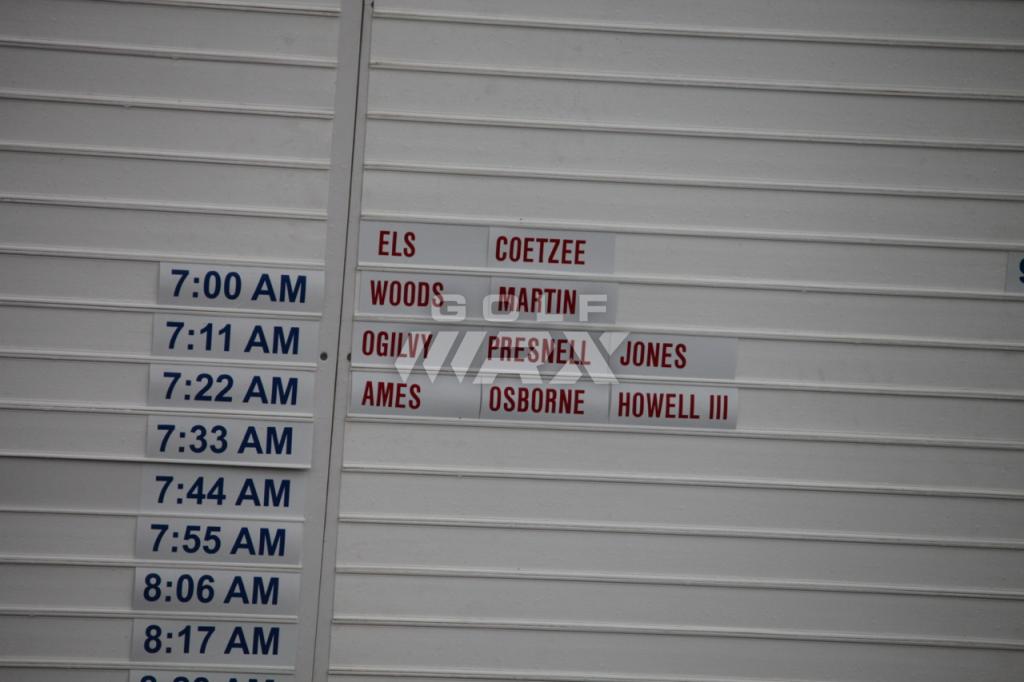 ELS COETZEE
7:00 AM WOODS MARTIN
7:11 AM OGILVY PRESNELL JONES
7:22 AM AMES OSBORNE HOWELL III
7:33 AM
7:44 AM
7:55 AM
8:06 AM
8:17 AM
GOLF
WRX